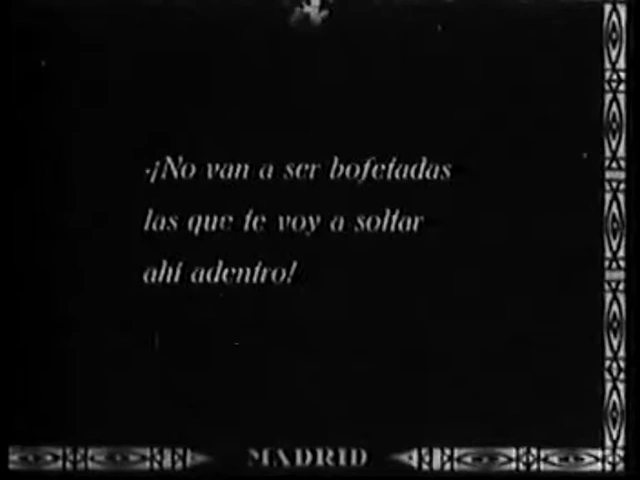 -¡No van a ser bofetadas
las que te voy a soltar
ahí adentro!
MADRID